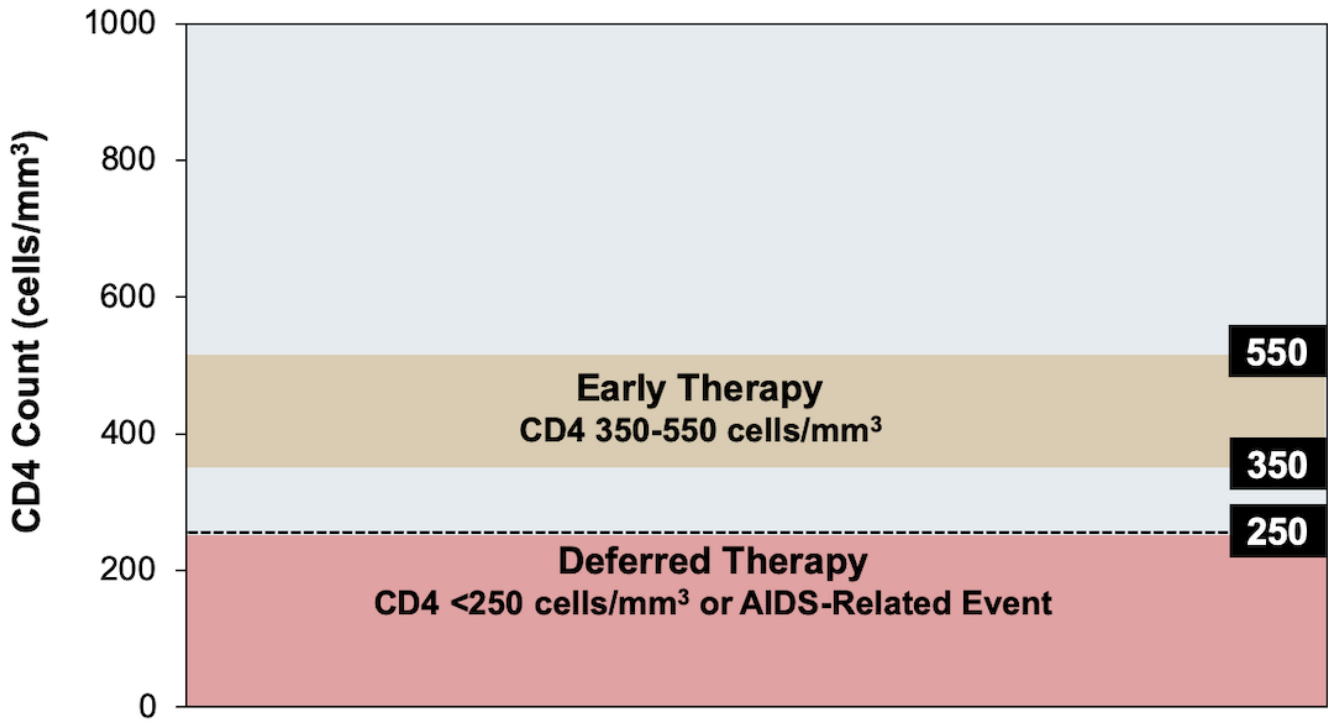 1000
800
600
400
200
0
CD4 Count (cells/mm³)
550
Early Therapy
CD4 350-550 cells/mm³
350
250
Deferred Therapy
CD4 <250 cells/mm³ or AIDS-Related Event